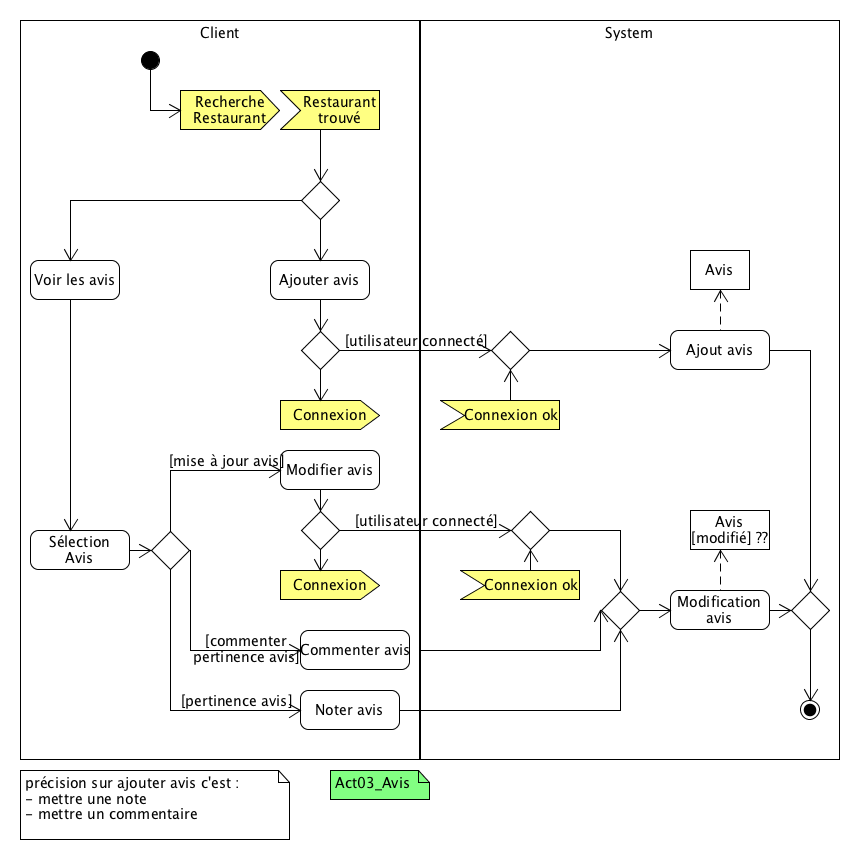 Client
System
Recherche
Restaurant
Restaurant
trouvé
Voir les avis
Ajouter avis
Avis
[utilisateur connecté]
Ajout avis
Connexion
Connexion ok
[mise à jour avis]
Modifier avis
Sélection
Avis
[utilisateur connecté]
Avis
[modifié] ??
Connexion
Connexion ok
Modification
avis
[commenter
pertinence avis]
Commenter avis
[pertinence avis]
Noter avis
précision sur ajouter avis c'est :
- mettre une note
- mettre un commentaire
Act03_Avis